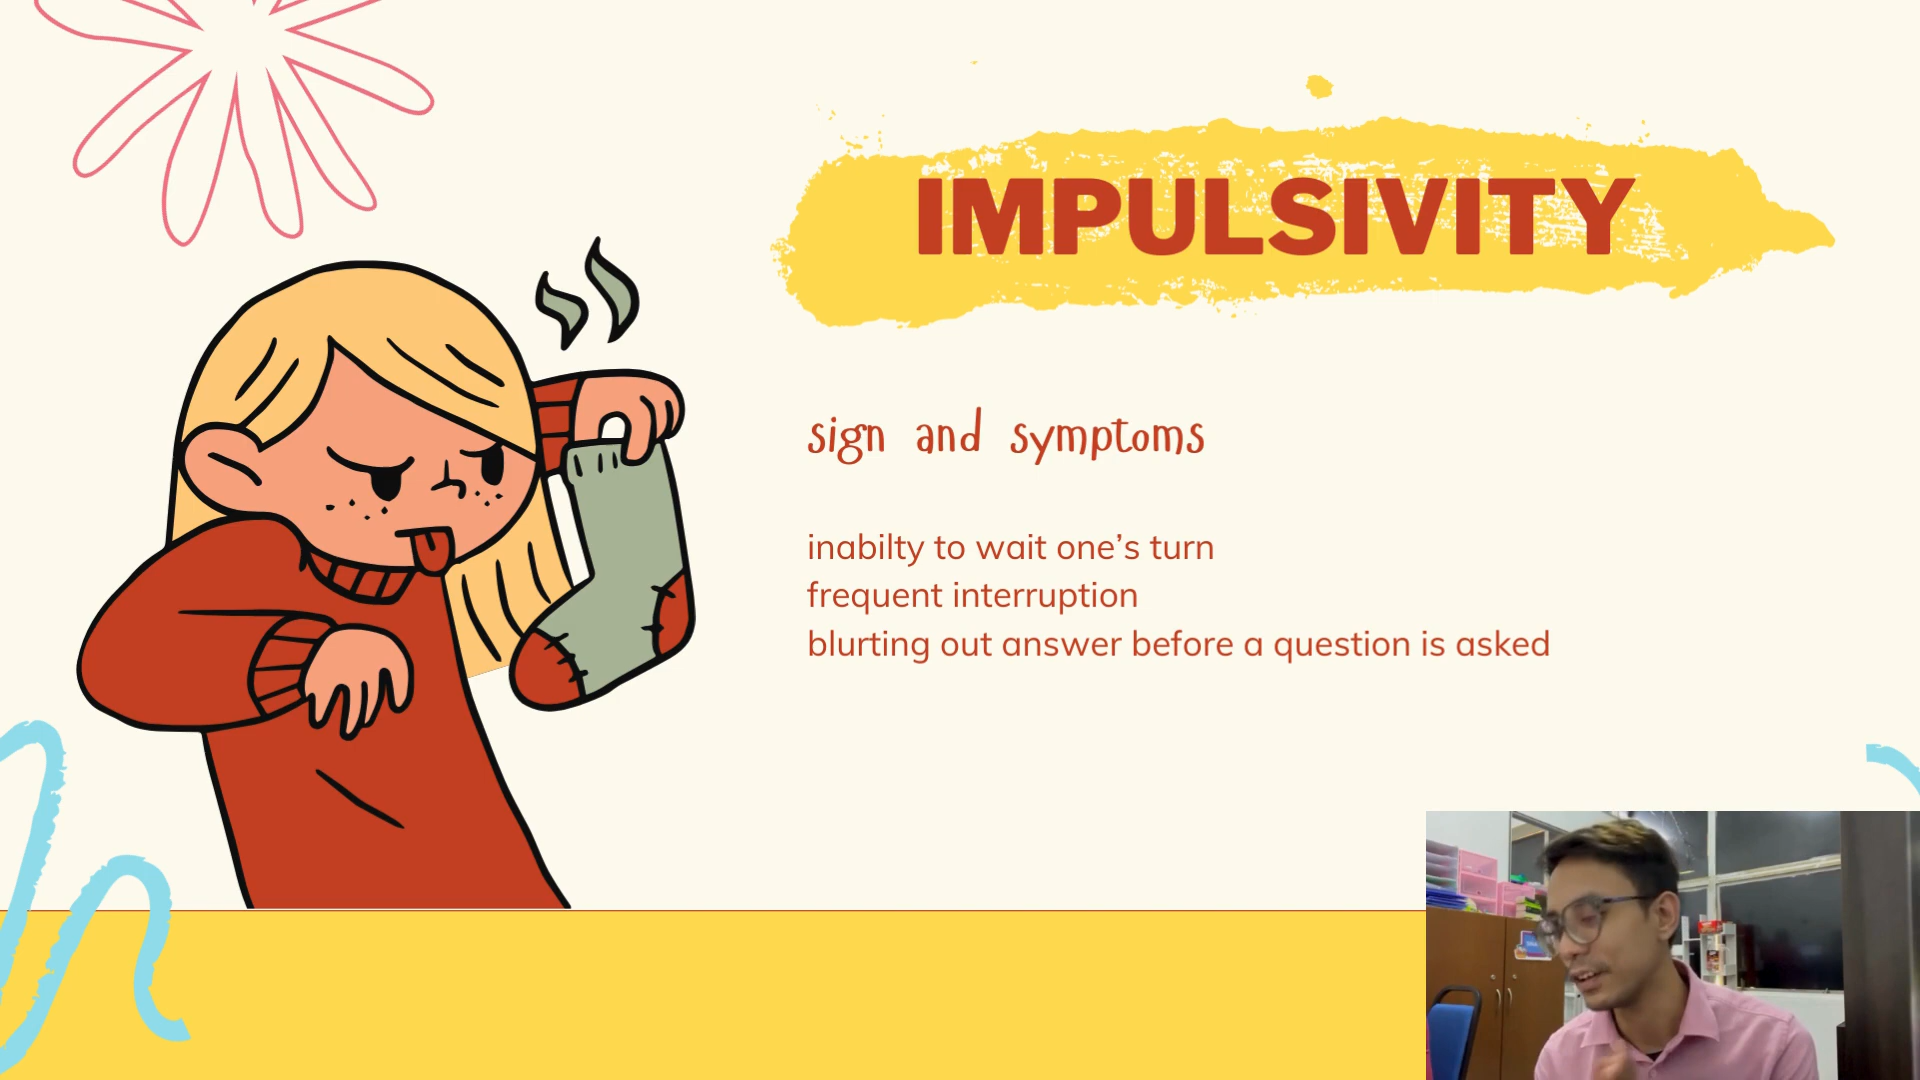 IMPULSIVITY
sign and symptoms
inabilty to wait one's turn
frequent interruption
blurting out answer before a question is asked